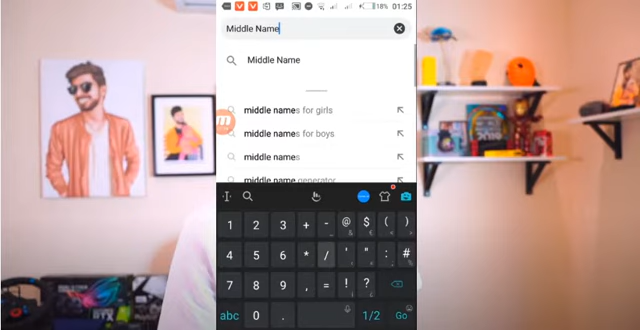 18% 01:25
Middle Name
Middle Name
middle names for girls
middle names for boys
middle names
middle name generator
1 2 3 + - @ $ ( )
4 5 6 * / ' " : #
7 8 9 , = ! ?
abc 0 . 1/2 Go